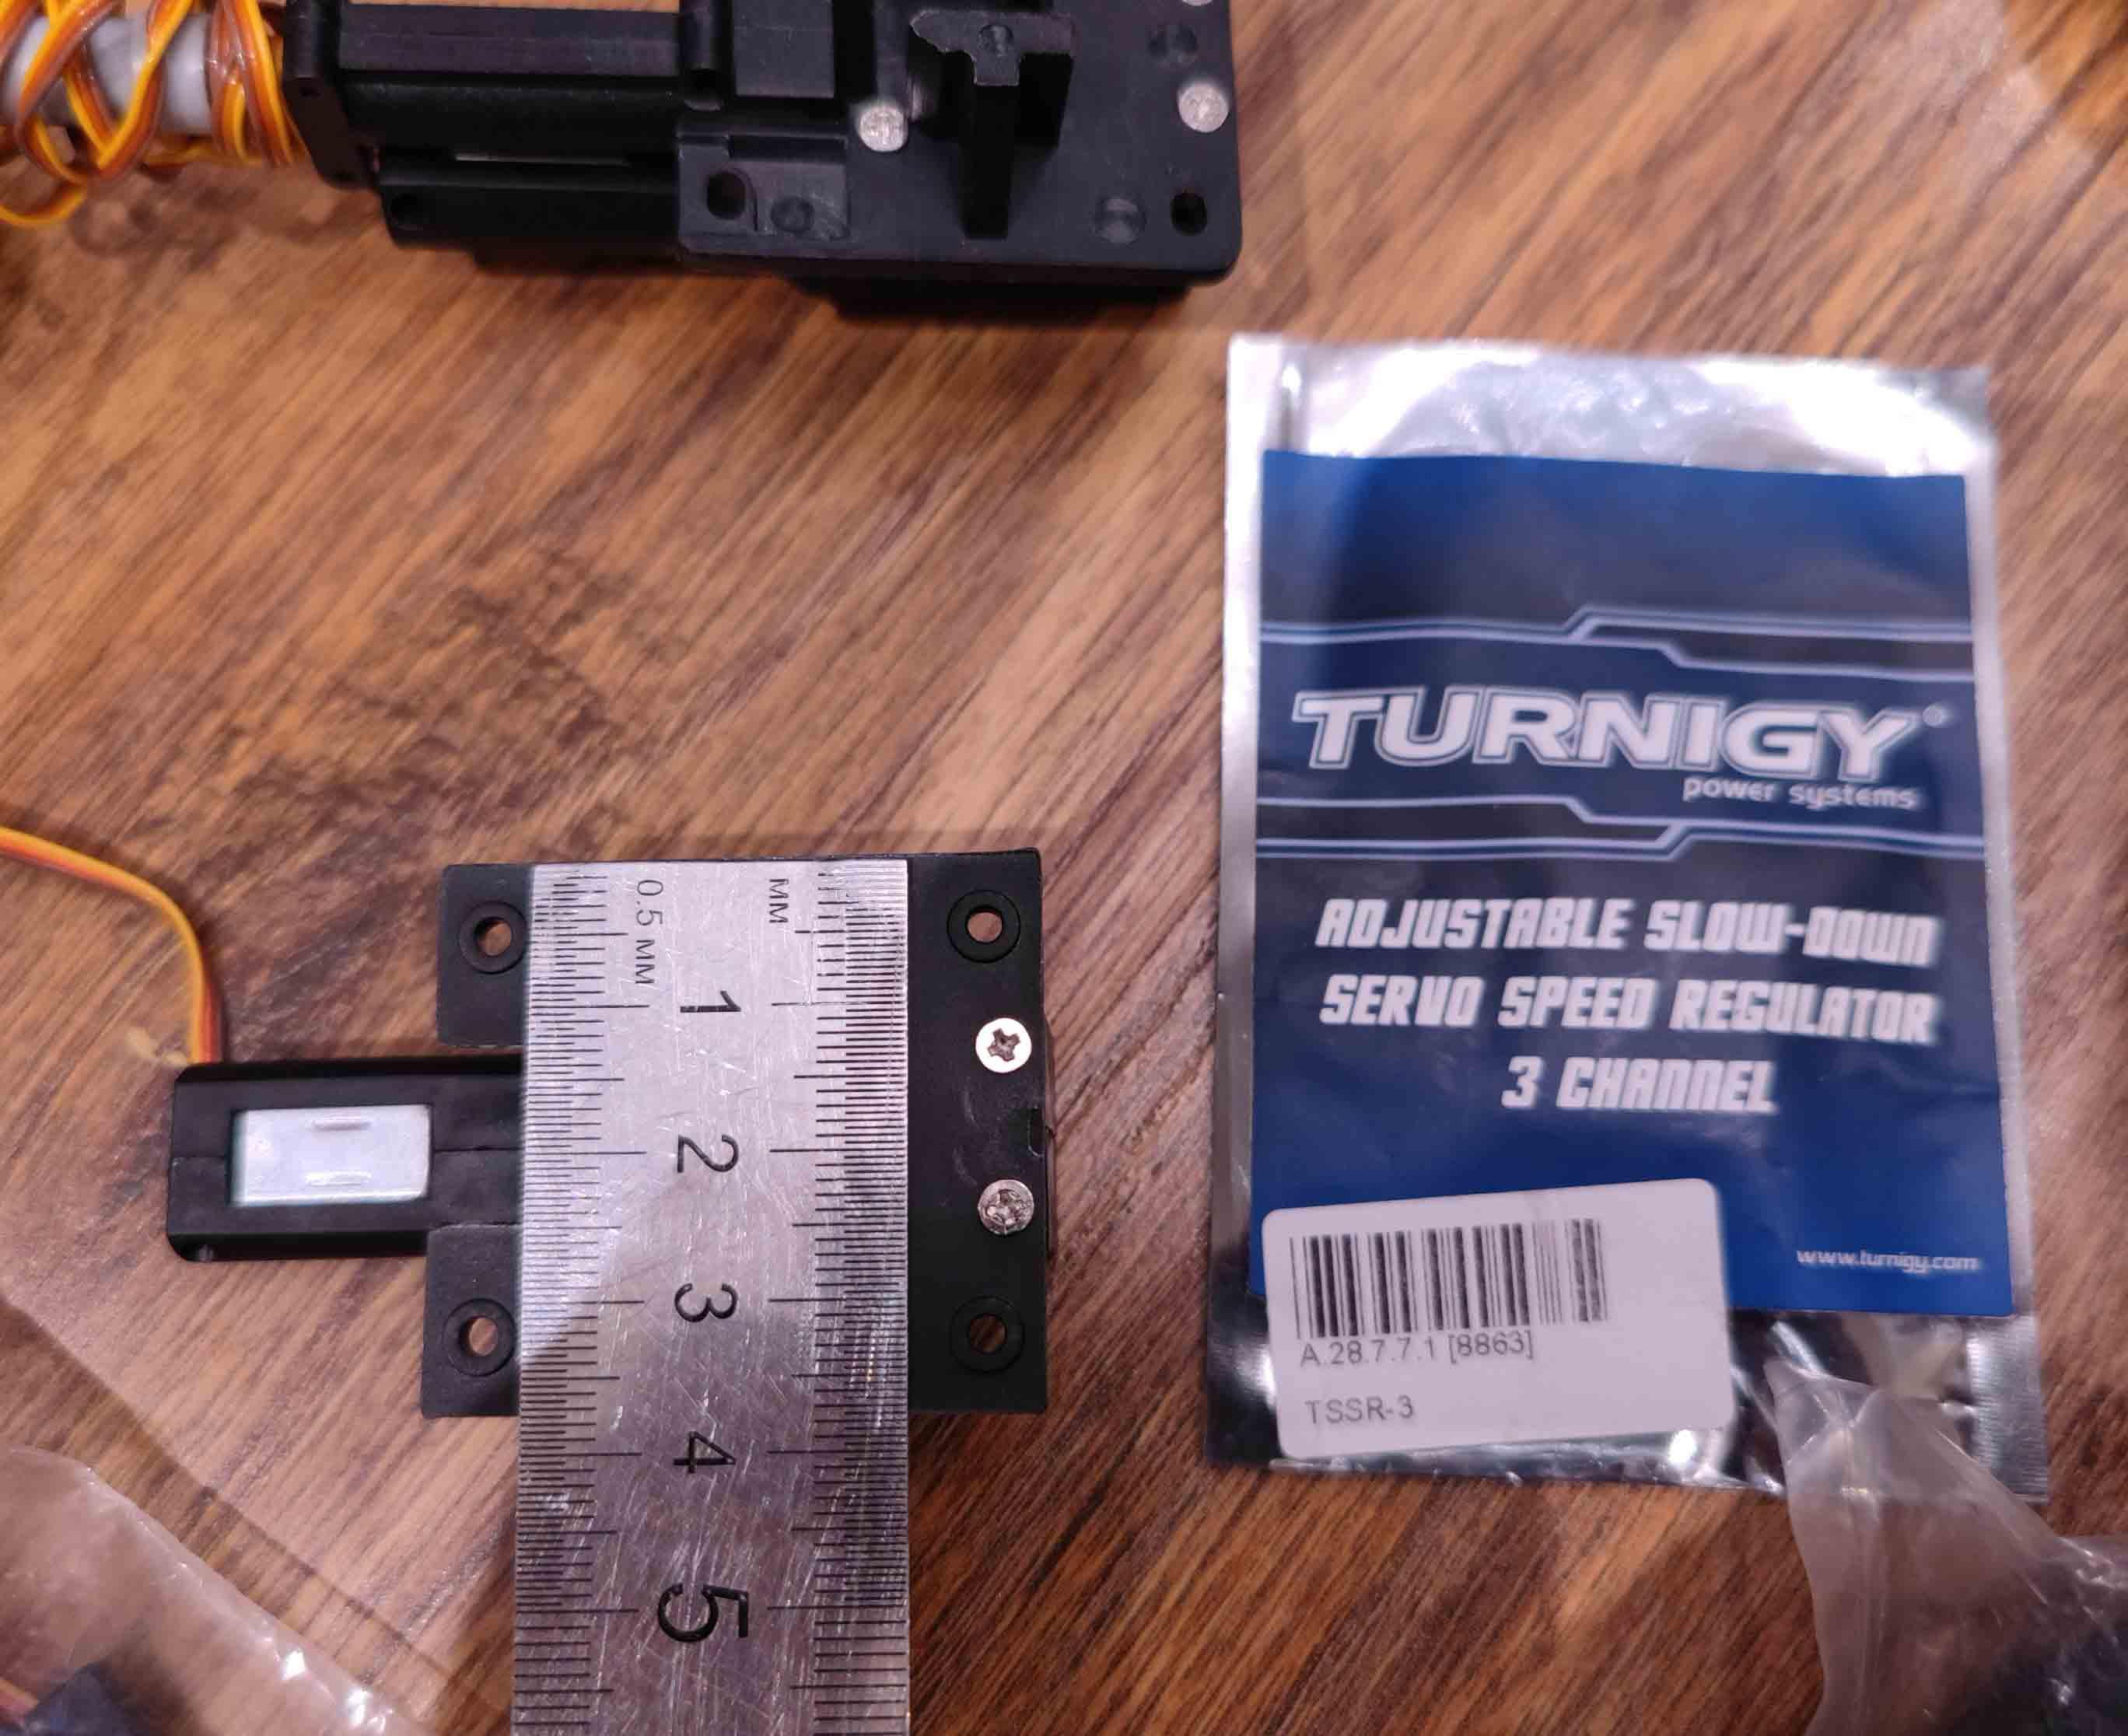 0.5 MM
MM
1
2
3
4
5
TURNIGY
power systems
ADJUSTABLE SLOW-DOWN
SERVO SPEED REGULATOR
3 CHANNEL
www.turnigy.com
A.28.7.7.1 [8863]
TSSR-3